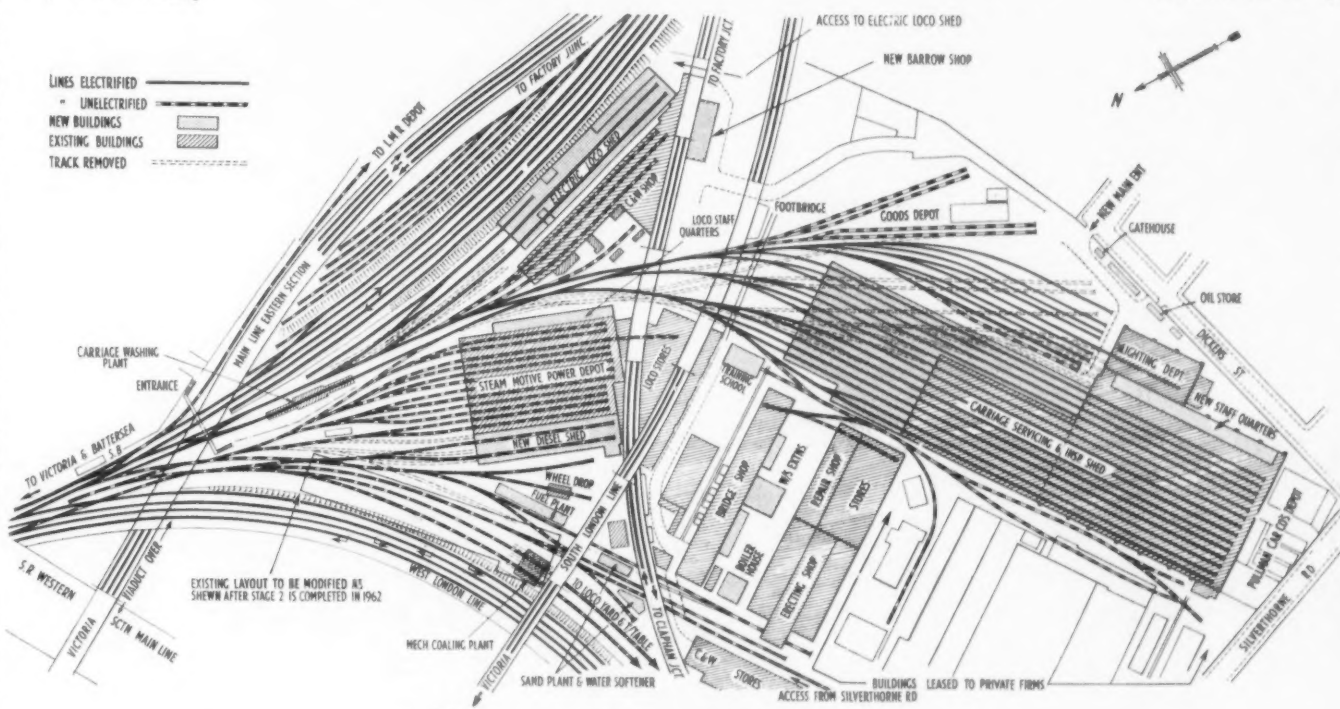 LINES ELECTRIFIED
" UNELECTRIFIED
NEW BUILDINGS
EXISTING BUILDINGS
TRACK REMOVED
ACCESS TO ELECTRIC LOCO SHED
NEW BARROW SHOP
N
TO FACTORY JCT.
TO FACTORY JUNC.
TO L.M.R DEPOT
ELECTRIC LOCO SHED
C&W SHOP
LOCO STAFF
QUARTERS
FOOTBRIDGE
GOODS DEPOT
NEW MAIN ENT
GATEHOUSE
OIL STORE
DICKENS
ST
MAIN LINE EASTERN SECTION
CARRIAGE WASHING
PLANT
ENTRANCE
TO VICTORIA & BATTERSEA
S.B
STEAM MOTIVE POWER DEPOT
LOCO STORES
TRAINING
SCHOOL
LIGHTING DEPT
NEW STAFF QUARTERS
CARRIAGE SERVICING & INSP. SHED
NEW DIESEL SHED
WHEEL DROP
FUEL PLANT
SOUTH LONDON LINE
BRIDGE SHOP
M/S EXTNS
REPAIR SHOP
STORES
BOILER
HOUSE
ERECTING SHOP
PULLMAN CAR CO'S DEPOT
SILVERTHORNE RD
S.R WESTERN
SCTN MAIN LINE
VICTORIA
VIADUCT OVER
EXISTING LAYOUT TO BE MODIFIED AS
SHEWN AFTER STAGE 2 IS COMPLETED IN 1962
WEST LONDON LINE
MECH COALING PLANT
VICTORIA
SAND PLANT & WATER SOFTENER
TO LOCO YARD & T/TABLE
TO CLAPHAM JCT
C&W
STORES
BUILDINGS LEASED TO PRIVATE FIRMS
ACCESS FROM SILVERTHORNE RD